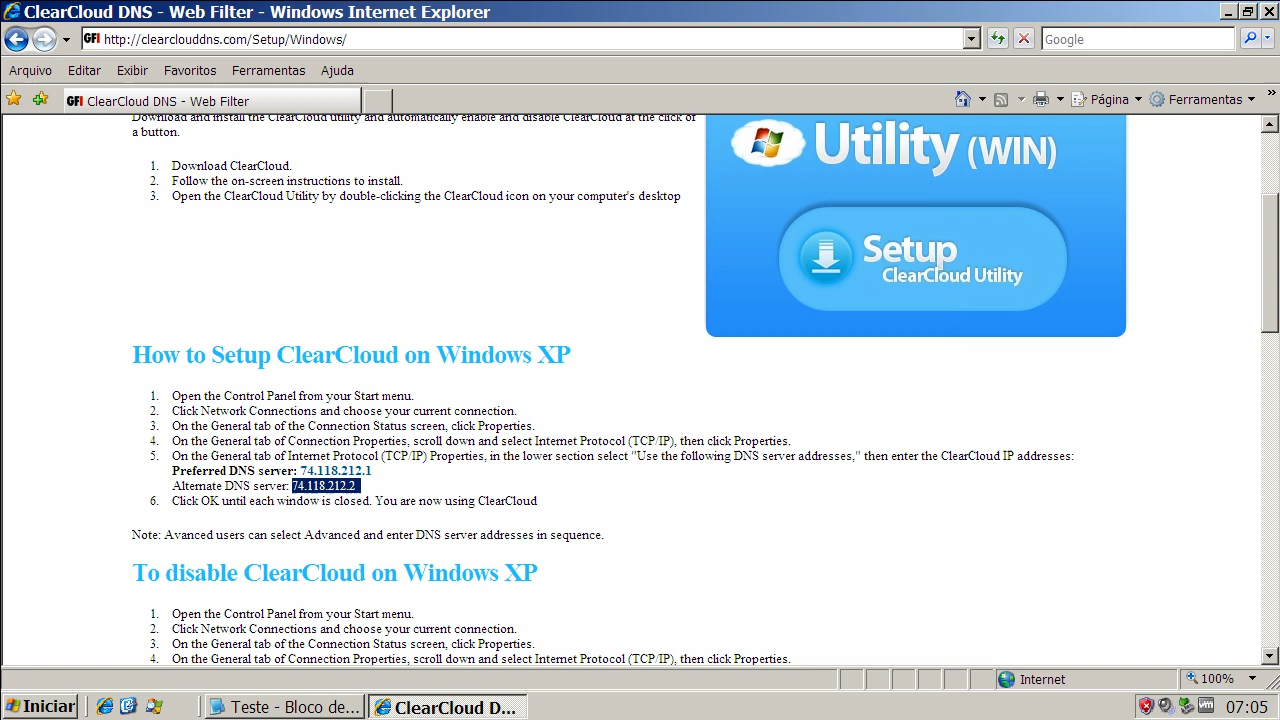 ClearCloud DNS - Web Filter - Windows Internet Explorer
GFI http://clearclouddns.com/Setup/Windows/
Google
Arquivo Editar Exibir Favoritos Ferramentas Ajuda
GFI ClearCloud DNS - Web Filter
Página Ferramentas »
Download and install the ClearCloud utility and automatically enable and disable ClearCloud at the click of
a button.
1. Download ClearCloud.
2. Follow the on-screen instructions to install.
3. Open the ClearCloud Utility by double-clicking the ClearCloud icon on your computer's desktop
Utility (WIN)
Setup
ClearCloud Utility
How to Setup ClearCloud on Windows XP
1. Open the Control Panel from your Start menu.
2. Click Network Connections and choose your current connection.
3. On the General tab of the Connection Status screen, click Properties.
4. On the General tab of Connection Properties, scroll down and select Internet Protocol (TCP/IP), then click Properties.
5. On the General tab of Internet Protocol (TCP/IP) Properties, in the lower section select "Use the following DNS server addresses," then enter the ClearCloud IP addresses:
Preferred DNS server: 74.118.212.1
Alternate DNS server: 74.118.212.2
6. Click OK until each window is closed. You are now using ClearCloud
Note: Avanced users can select Advanced and enter DNS server addresses in sequence.
To disable ClearCloud on Windows XP
1. Open the Control Panel from your Start menu.
2. Click Network Connections and choose your current connection.
3. On the General tab of the Connection Status screen, click Properties.
4. On the General tab of Connection Properties, scroll down and select Internet Protocol (TCP/IP), then click Properties.
Internet
100%
Iniciar
Teste - Bloco de...
ClearCloud D...
vm
07:05